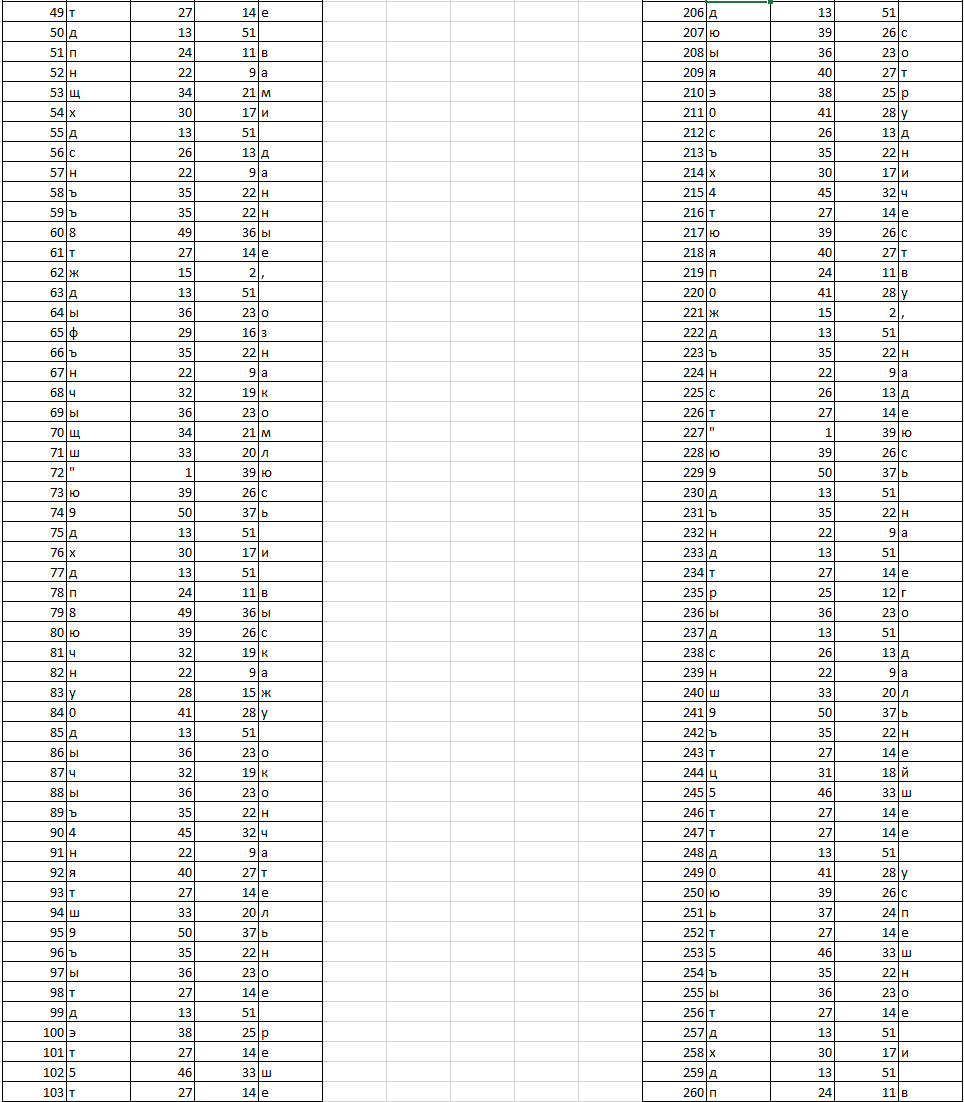 49 т 27 14 е 206 д 13 51
50 д 13 51 207 ю 39 26 с
51 п 24 11 в 208 ы 36 23 о
52 н 22 9 а 209 я 40 27 т
53 щ 34 21 м 210 э 38 25 р
54 х 30 17 и 211 0 41 28 у
55 д 13 51 212 с 26 13 д
56 с 26 13 д 213 ъ 35 22 н
57 н 22 9 а 214 х 30 17 и
58 ъ 35 22 н 215 4 45 32 ч
59 ъ 35 22 н 216 т 27 14 е
60 8 49 36 ы 217 ю 39 26 с
61 т 27 14 е 218 я 40 27 т
62 ж 15 2 , 219 п 24 11 в
63 д 13 51 220 0 41 28 у
64 ы 36 23 о 221 ж 15 2 ,
65 ф 29 16 з 222 д 13 51
66 ъ 35 22 н 223 ъ 35 22 н
67 н 22 9 а 224 н 22 9 а
68 ч 32 19 к 225 с 26 13 д
69 ы 36 23 о 226 т 27 14 е
70 щ 34 21 м 227 " 1 39 ю
71 ш 33 20 л 228 ю 39 26 с
72 " 1 39 ю 229 9 50 37 ь
73 ю 39 26 с 230 д 13 51
74 9 50 37 ь 231 ъ 35 22 н
75 д 13 51 232 н 22 9 а
76 х 30 17 и 233 д 13 51
77 д 13 51 234 т 27 14 е
78 п 24 11 в 235 р 25 12 г
79 8 49 36 ы 236 ы 36 23 о
80 ю 39 26 с 237 д 13 51
81 ч 32 19 к 238 с 26 13 д
82 н 22 9 а 239 н 22 9 а
83 у 28 15 ж 240 ш 33 20 л
84 0 41 28 у 241 9 50 37 ь
85 д 13 51 242 ъ 35 22 н
86 ы 36 23 о 243 т 27 14 е
87 ч 32 19 к 244 ц 31 18 й
88 ы 36 23 о 245 5 46 33 ш
89 ъ 35 22 н 246 т 27 14 е
90 4 45 32 ч 247 т 27 14 е
91 н 22 9 а 248 д 13 51
92 я 40 27 т 249 0 41 28 у
93 т 27 14 е 250 ю 39 26 с
94 ш 33 20 л 251 ь 37 24 п
95 9 50 37 ь 252 т 27 14 е
96 ъ 35 22 н 253 5 46 33 ш
97 ы 36 23 о 254 ъ 35 22 н
98 т 27 14 е 255 ы 36 23 о
99 д 13 51 256 т 27 14 е
100 э 38 25 р 257 д 13 51
101 т 27 14 е 258 х 30 17 и
102 5 46 33 ш 259 д 13 51
103 т 27 14 е 260 п 24 11 в